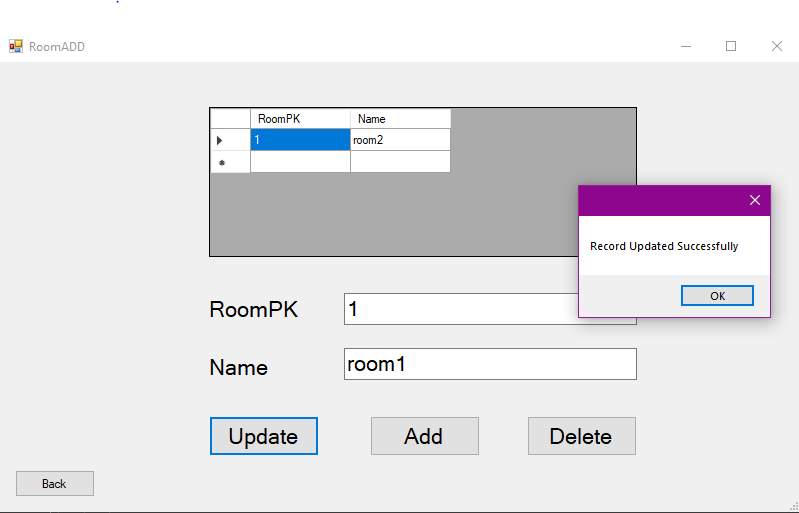 RoomADD
RoomPK Name
1 room2
Record Updated Successfully
OK
RoomPK 1
Name room1
Update Add Delete
Back